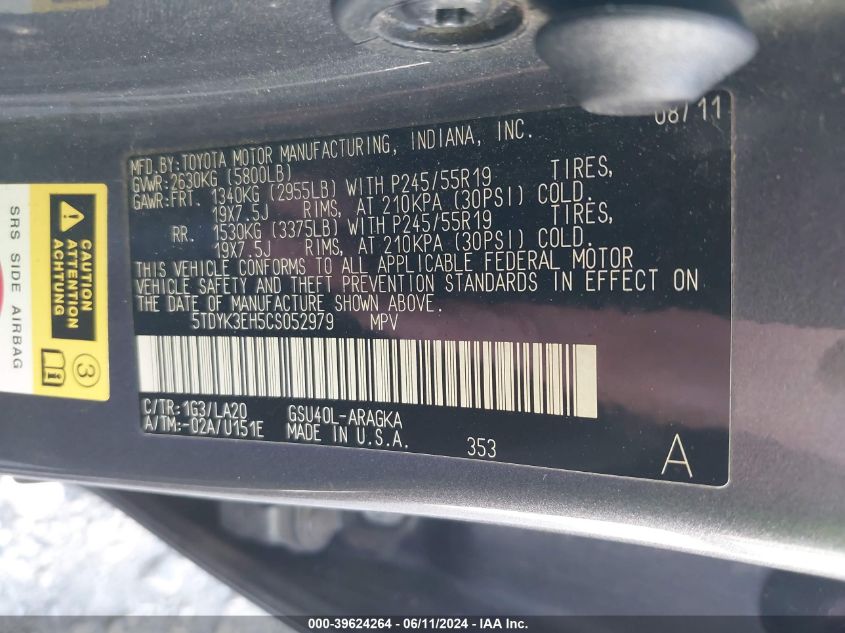 08/11
MFD.BY:TOYOTA MOTOR MANUFACTURING, INDIANA, INC.
GVWR:2630KG (5800LB)
GAWR:FRT. 1340KG (2955LB) WITH P245/55R19 TIRES,
19X7.5J RIMS, AT 210KPA (30PSI) COLD.
RR. 1530KG (3375LB) WITH P245/55R19 TIRES,
19X7.5J RIMS, AT 210KPA (30PSI) COLD.
THIS VEHICLE CONFORMS TO ALL APPLICABLE FEDERAL MOTOR
VEHICLE SAFETY AND THEFT PREVENTION STANDARDS IN EFFECT ON
THE DATE OF MANUFACTURE SHOWN ABOVE.
5TDYK3EH5CS052979 MPV
C/TR:1G3/LA20 GSU40L-ARAGKA
A/TM:-02A/U151E MADE IN U.S.A.
353
A
SRS SIDE AIRBAG
CAUTION
ATTENTION
ACHTUNG
3
000-39624264 - 06/11/2024 - IAA Inc.